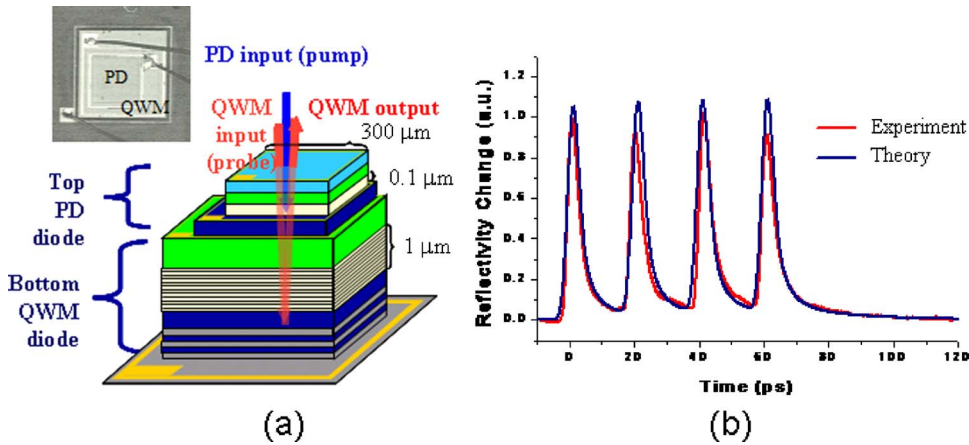 PD
QWM
PD input (pump)
QWM
input
(probe)
QWM output
300 μm
0.1 μm
1 μm
Top
PD
diode
Bottom
QWM
diode
(a)
Reflectivity Change (a.u.)
1.2
1.0
0.8
0.6
0.4
0.2
0.0
0
20
40
60
80
100
120
Time (ps)
Experiment
Theory
(b)